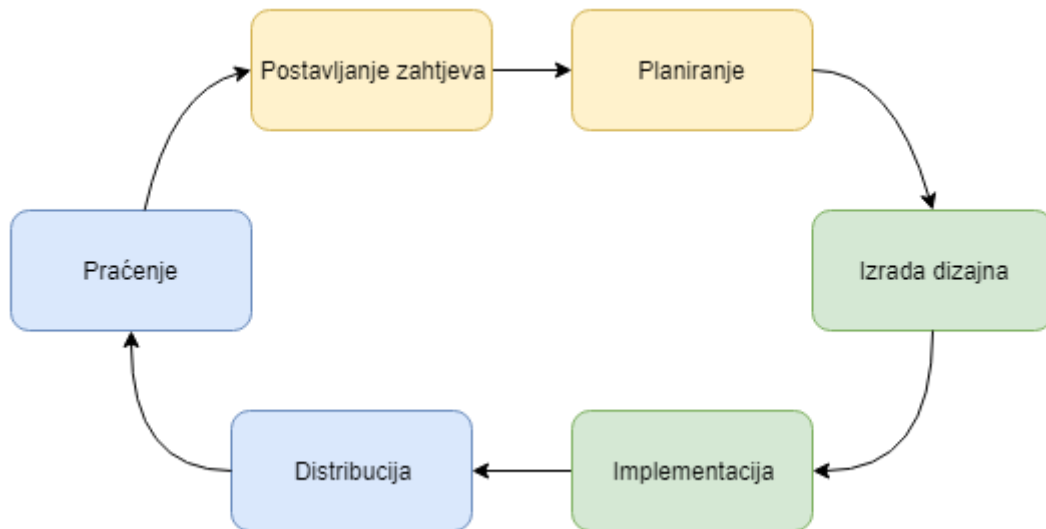 Postavljanje zahtjeva
Planiranje
Praćenje
Izrada dizajna
Distribucija
Implementacija